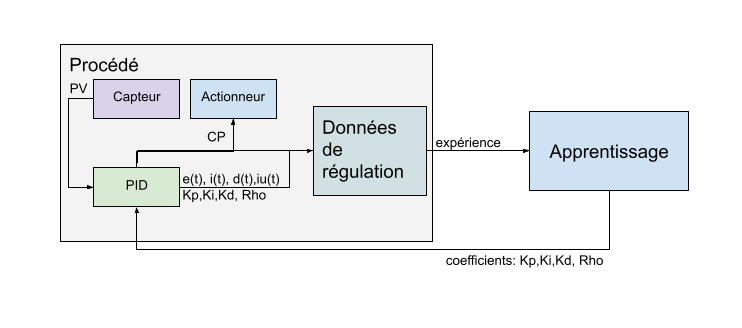 Procédé
PV
Capteur
Actionneur
CP
Données
de
régulation
expérience
Apprentissage
PID
e(t), i(t), d(t),iu(t)
Kp,Ki,Kd, Rho
coefficients: Kp,Ki,Kd, Rho